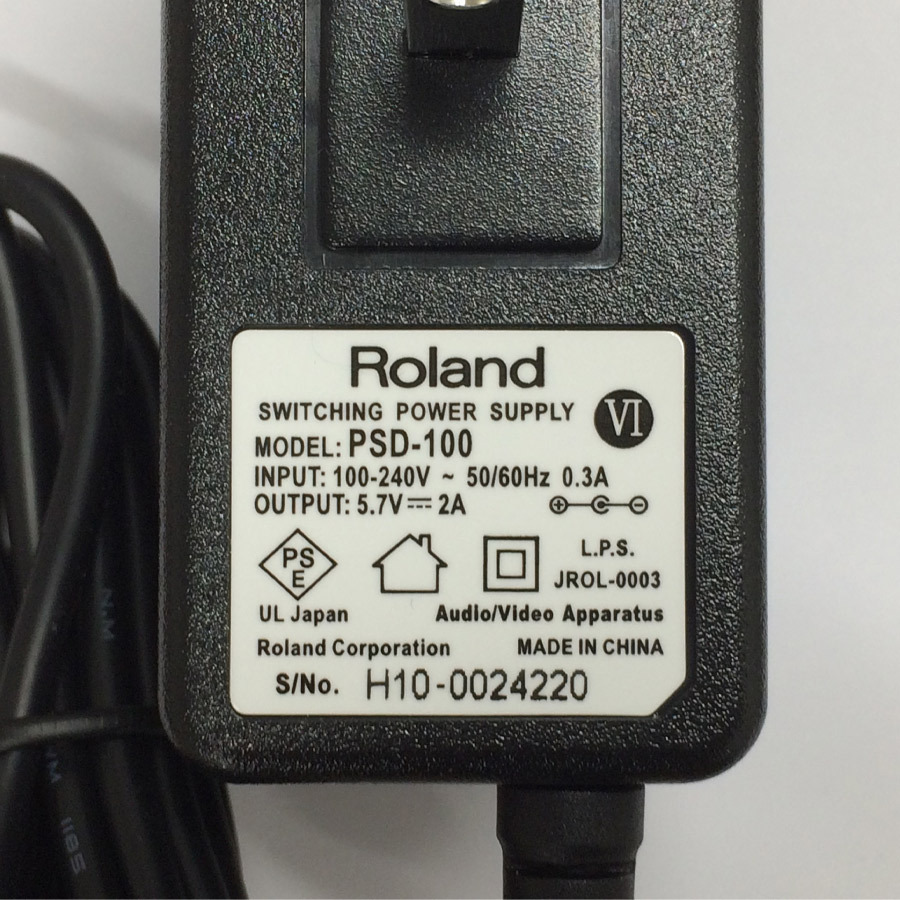 Roland
SWITCHING POWER SUPPLY
VI
MODEL: PSD-100
INPUT: 100-240V ~ 50/60Hz 0.3A
OUTPUT: 5.7V⎓2A
PS
E
L.P.S.
JROL-0003
UL Japan
Audio/Video Apparatus
Roland Corporation
MADE IN CHINA
S/No. H10-0024220
1185